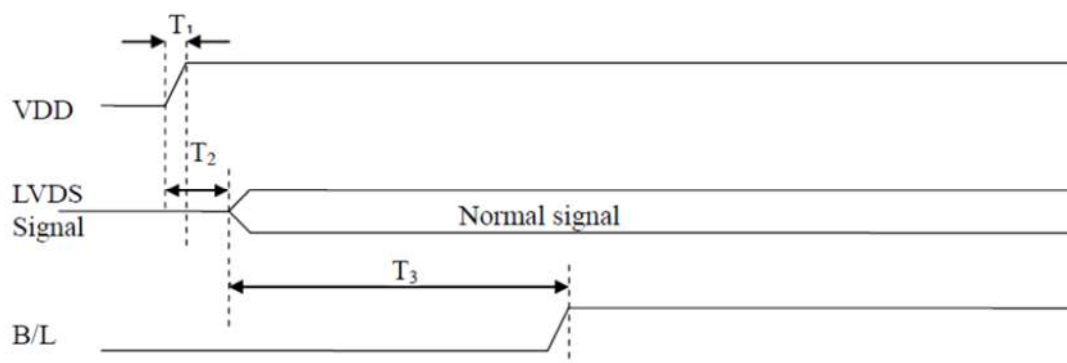 T₁
VDD
T₂
LVDS
Signal
Normal signal
T₃
B/L